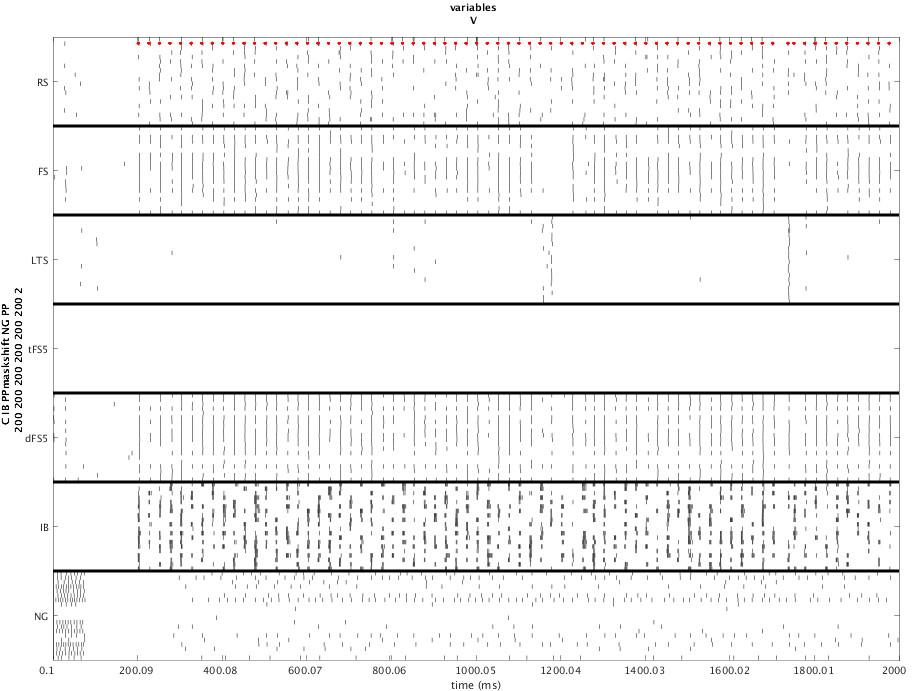 variables
V
RS
FS
LTS
tFS5
dFS5
IB
NG
C IB PPmaskshift NG PP
200 200 200 200 200 200 2
0.1 200.09 400.08 600.07 800.06 1000.05 1200.04 1400.03 1600.02 1800.01 2000
time (ms)